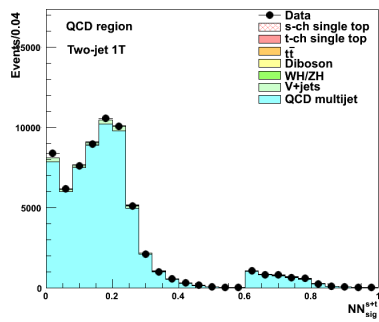 QCD region
Two-jet 1T
Data
s-ch single top
t-ch single top
tt̄
Diboson
WH/ZH
V+jets
QCD multijet
Events/0.04
15000
10000
5000
0
0 0.2 0.4 0.6 0.8 1
NN^{s+t}_{sig}